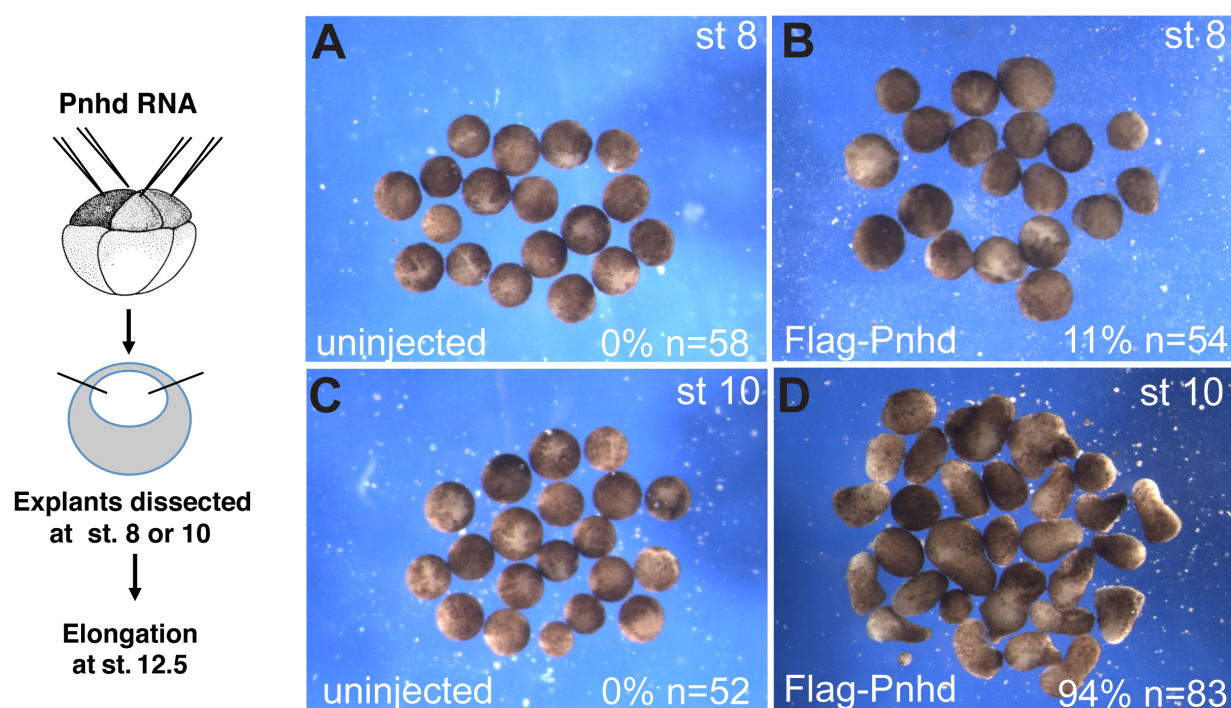 Pnhd RNA
Explants dissected
at st. 8 or 10
Elongation
at st. 12.5
A
st 8
uninjected
0% n=58
B
st 8
Flag-Pnhd
11% n=54
C
st 10
uninjected
0% n=52
D
st 10
Flag-Pnhd
94% n=83